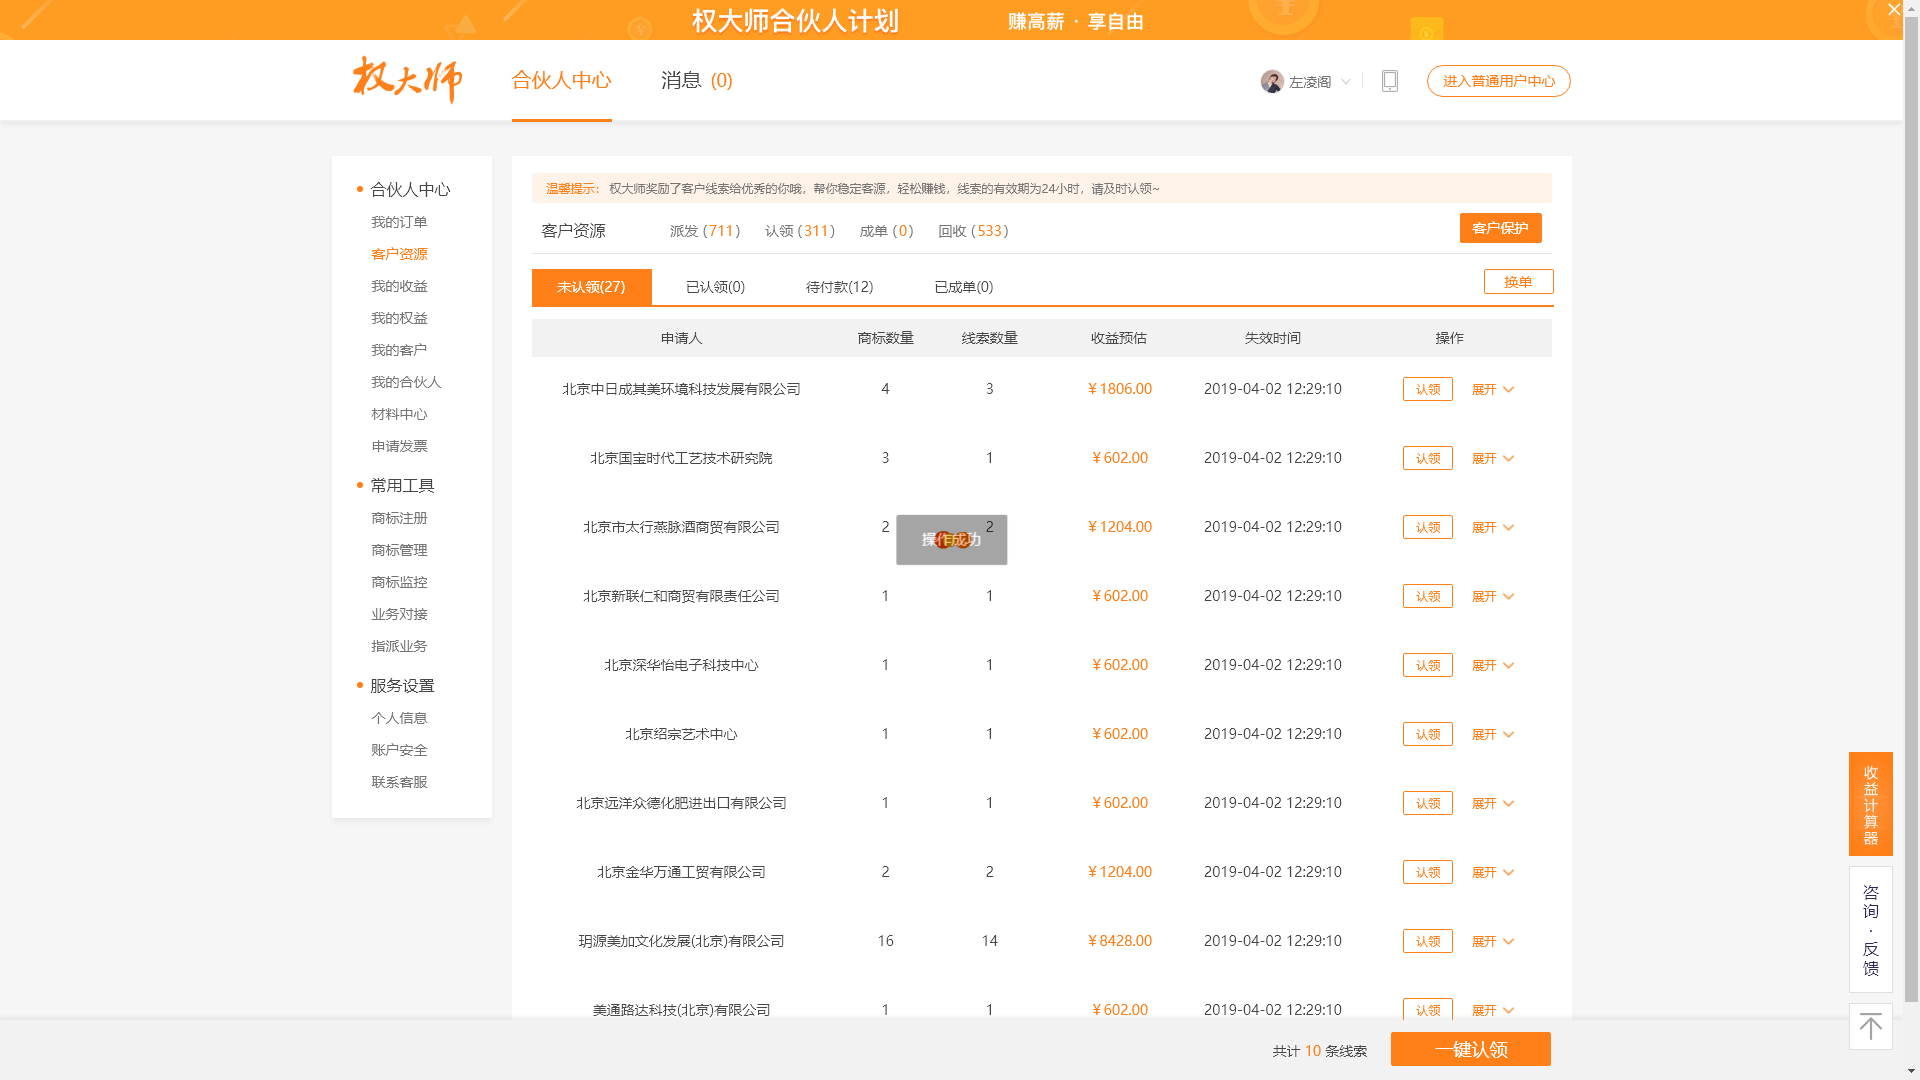 权大师合伙人计划 赚高薪 · 享自由
权大师 合伙人中心 消息 (0) 左凌阁 进入普通用户中心
合伙人中心
我的订单
客户资源
我的收益
我的权益
我的客户
我的合伙人
材料中心
申请发票
常用工具
商标注册
商标管理
商标监控
业务对接
指派业务
服务设置
个人信息
账户安全
联系客服
温馨提示: 权大师奖励了客户线索给优秀的你哦，帮你稳定客源，轻松赚钱，线索的有效期为24小时，请及时认领~
客户资源 派发 (711) 认领 (311) 成单 (0) 回收 (533) 客户保护
未认领(27) 已认领(0) 待付款(12) 已成单(0) 换单
申请人 商标数量 线索数量 收益预估 失效时间 操作
北京中日成其美环境科技发展有限公司 4 3 ¥1806.00 2019-04-02 12:29:10 认领 展开
北京国宝时代工艺技术研究院 3 1 ¥602.00 2019-04-02 12:29:10 认领 展开
北京市太行燕脉酒商贸有限公司 2 2 ¥1204.00 2019-04-02 12:29:10 认领 展开
操作成功
北京新联仁和商贸有限责任公司 1 1 ¥602.00 2019-04-02 12:29:10 认领 展开
北京深华怡电子科技中心 1 1 ¥602.00 2019-04-02 12:29:10 认领 展开
北京绍宗艺术中心 1 1 ¥602.00 2019-04-02 12:29:10 认领 展开
北京远洋众德化肥进出口有限公司 1 1 ¥602.00 2019-04-02 12:29:10 认领 展开
北京金华万通工贸有限公司 2 2 ¥1204.00 2019-04-02 12:29:10 认领 展开
玥源美加文化发展(北京)有限公司 16 14 ¥8428.00 2019-04-02 12:29:10 认领 展开
美通路达科技(北京)有限公司 1 1 ¥602.00 2019-04-02 12:29:10 认领 展开
共计 10 条线索 一键认领
收益计算器
咨询·反馈